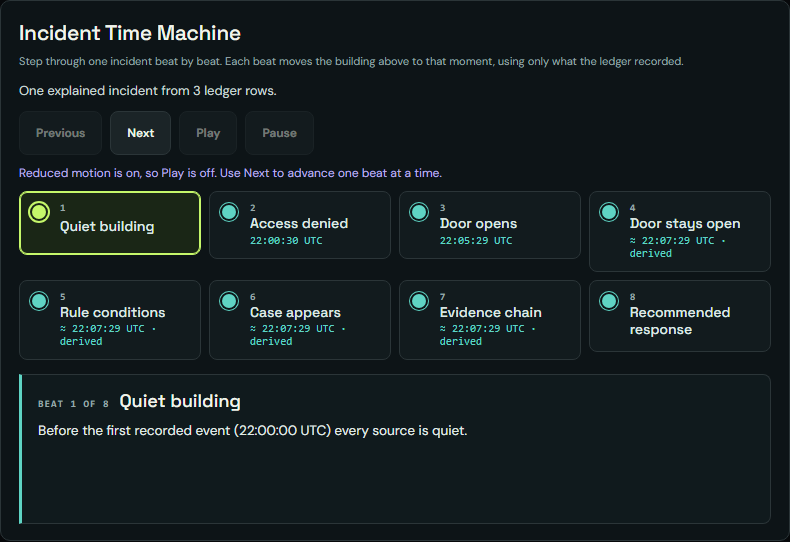 Incident Time Machine
Step through one incident beat by beat. Each beat moves the building above to that moment, using only what the ledger recorded.
One explained incident from 3 ledger rows.
Previous
Next
Play
Pause
Reduced motion is on, so Play is off. Use Next to advance one beat at a time.
1
Quiet building
2
Access denied
22:00:30 UTC
3
Door opens
22:05:29 UTC
4
Door stays open
≈ 22:07:29 UTC ·
derived
5
Rule conditions
≈ 22:07:29 UTC ·
derived
6
Case appears
≈ 22:07:29 UTC ·
derived
7
Evidence chain
≈ 22:07:29 UTC ·
derived
8
Recommended
response
BEAT 1 OF 8 Quiet building
Before the first recorded event (22:00:00 UTC) every source is quiet.